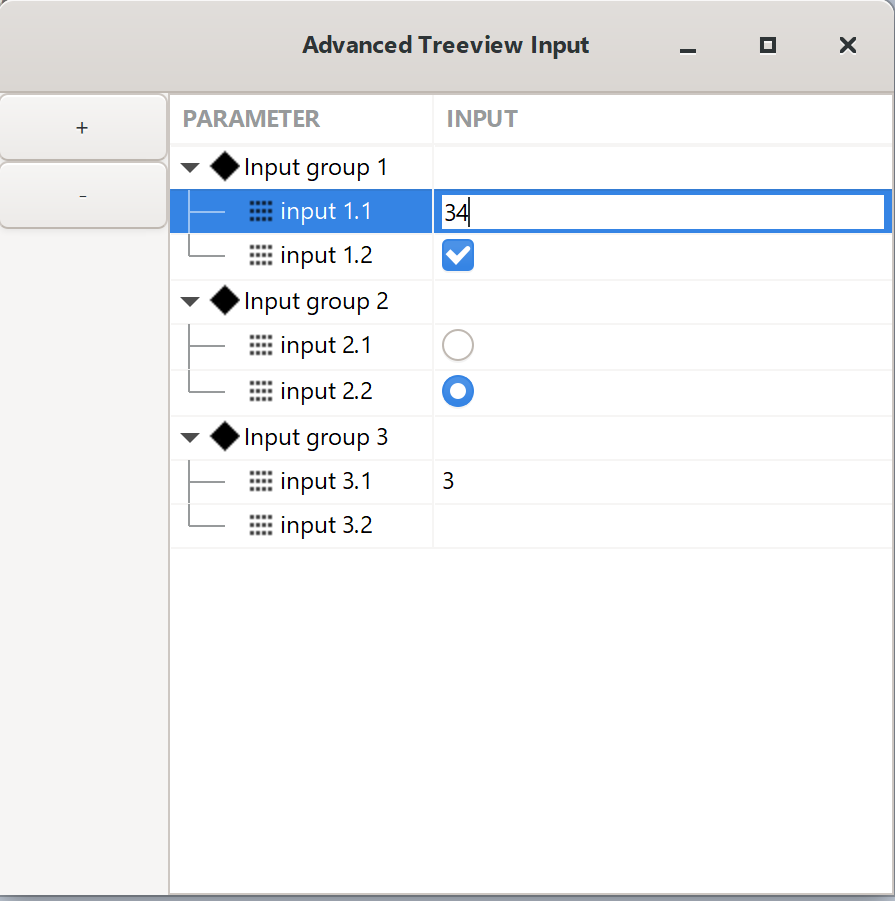 Advanced Treeview Input
+
-
PARAMETER INPUT
Input group 1
input 1.1 34
input 1.2
Input group 2
input 2.1
input 2.2
Input group 3
input 3.1 3
input 3.2